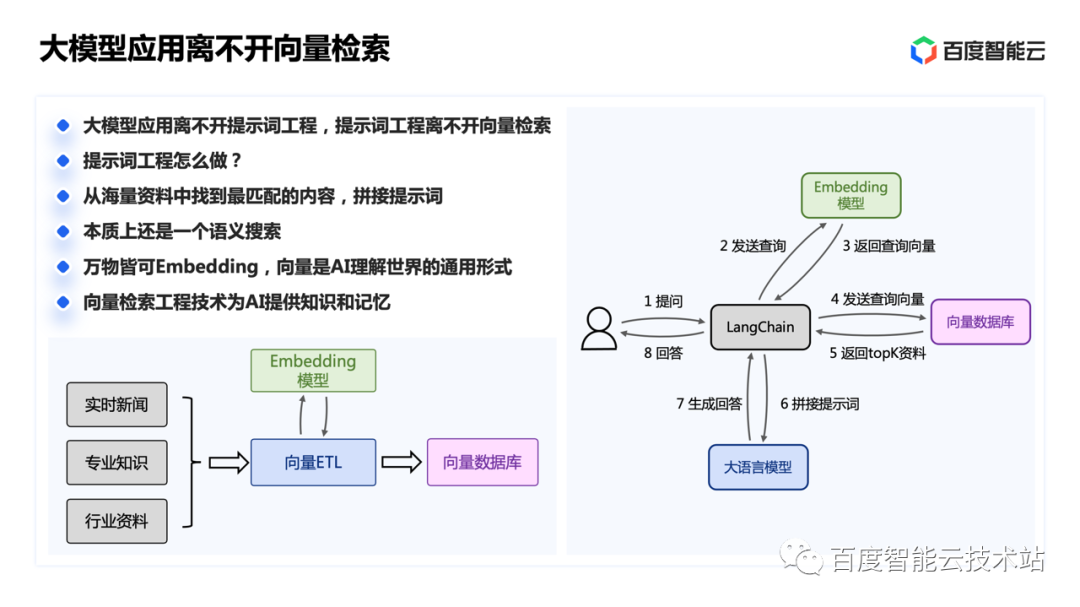 大模型应用离不开向量检索
百度智能云
大模型应用离不开提示词工程，提示词工程离不开向量检索
提示词工程怎么做？
从海量资料中找到最匹配的内容，拼接提示词
本质上还是一个语义搜索
万物皆可Embedding，向量是AI理解世界的通用形式
向量检索工程技术为AI提供知识和记忆
Embedding
模型
实时新闻
专业知识
行业资料
向量ETL
向量数据库
Embedding
模型
2 发送查询
3 返回查询向量
1 提问
LangChain
4 发送查询向量
向量数据库
8 回答
5 返回topK资料
7 生成回答
6 拼接提示词
大语言模型
百度智能云技术站